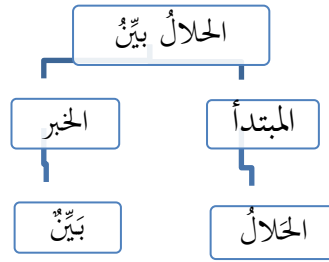 الحلالُ بيِّنُ
المبتدأ
الخبر
الحَلالُ
بَيِّنٌ